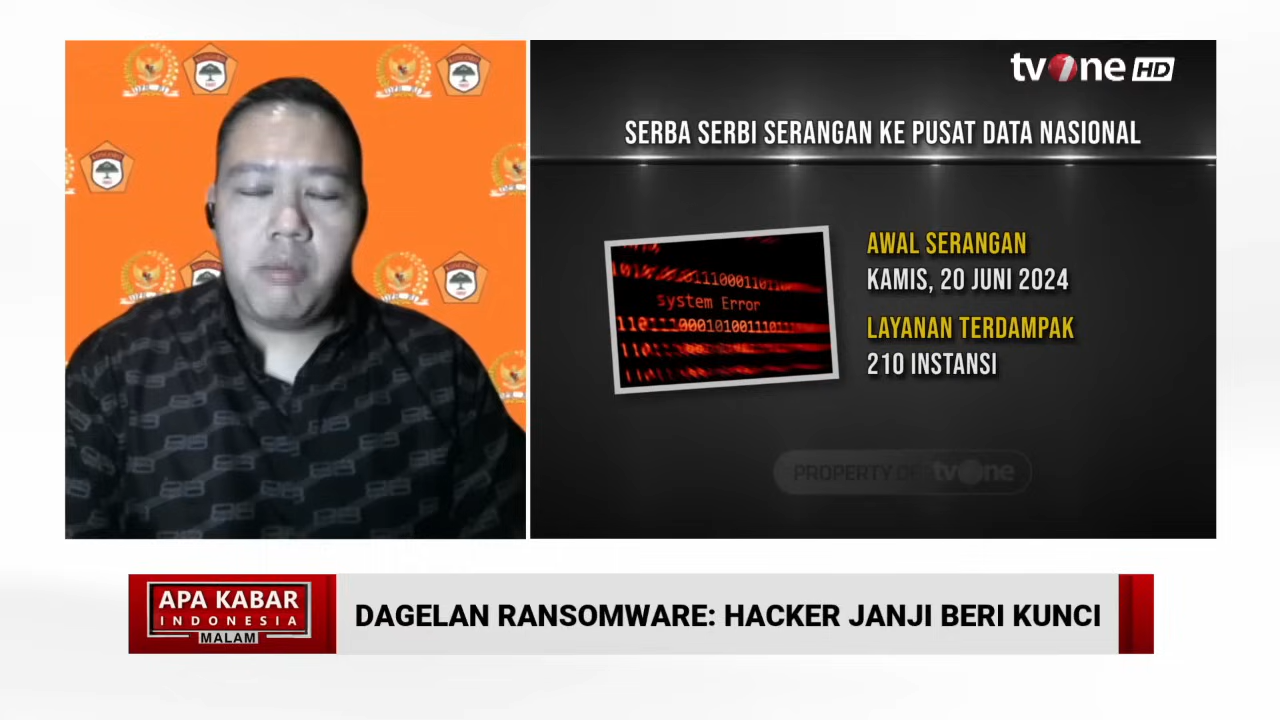 tvOne HD
SERBA SERBI SERANGAN KE PUSAT DATA NASIONAL
AWAL SERANGAN
KAMIS, 20 JUNI 2024
system Error
LAYANAN TERDAMPAK
210 INSTANSI
PROPERTY OF tvOne
APA KABAR
INDONESIA
MALAM
DAGELAN RANSOMWARE: HACKER JANJI BERI KUNCI